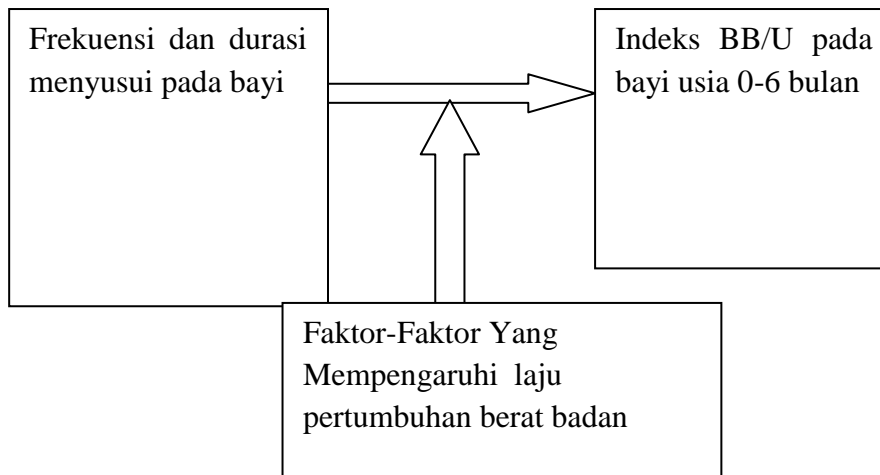 Frekuensi dan durasi
menyusui pada bayi
Indeks BB/U pada
bayi usia 0-6 bulan
Faktor-Faktor Yang
Mempengaruhi laju
pertumbuhan berat badan